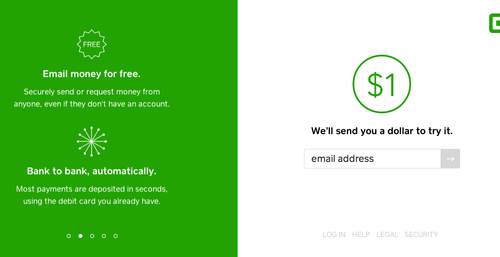 FREE
Email money for free.
Securely send or request money from
anyone, even if they don't have an account.
Bank to bank, automatically.
Most payments are deposited in seconds,
using the debit card you already have.
$1
We'll send you a dollar to try it.
email address
LOG IN HELP LEGAL SECURITY